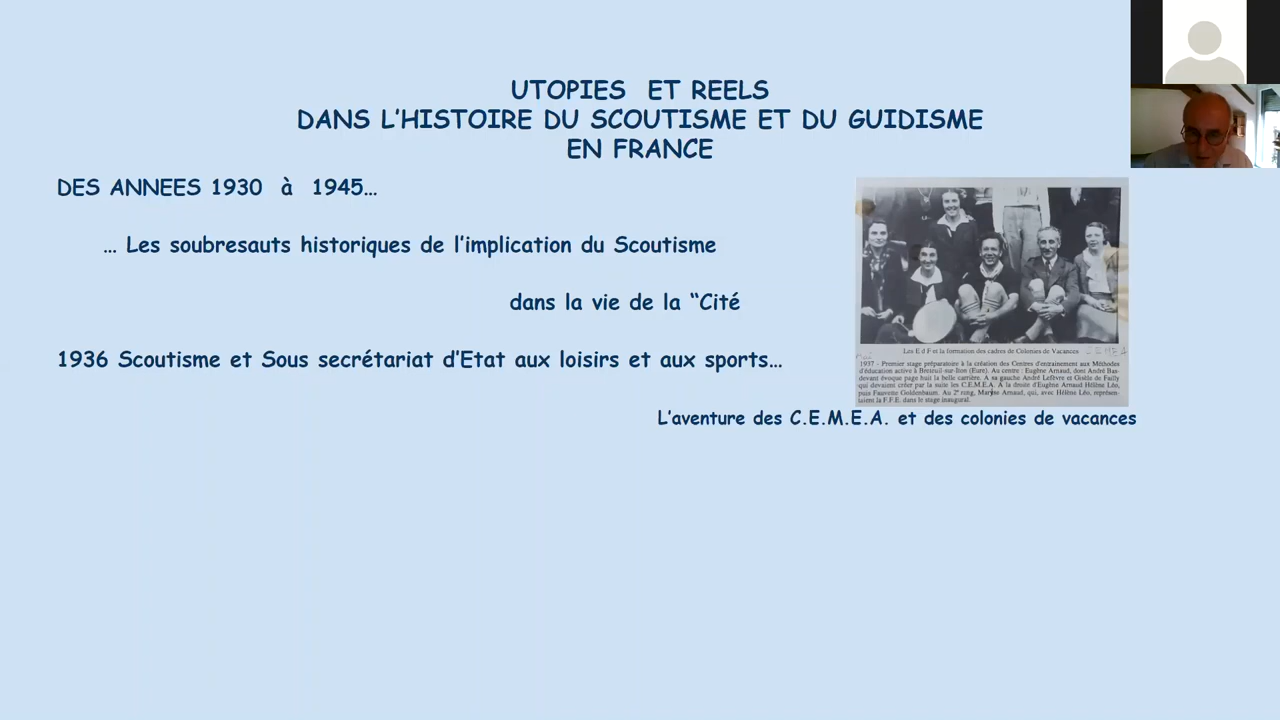 UTOPIES ET REELS
DANS L'HISTOIRE DU SCOUTISME ET DU GUIDISME
EN FRANCE
DES ANNEES 1930 à 1945…
… Les soubresauts historiques de l'implication du Scoutisme
dans la vie de la “Cité
1936 Scoutisme et Sous secrétariat d'Etat aux loisirs et aux sports…
Les E d F et la formation des cadres de Colonies de Vacances
1937 - Premier stage préparatoire à la création des Centres d'entrainement aux Méthodes
d'éducation active à Breteuil-sur-Iton (Eure). Au centre : Eugène Arnaud, dont André Bas-
devant évoque page huit la belle carrière. A sa gauche André Lefèvre et Gisèle de Failly
qui devaient créer par la suite les C.E.M.E.A. A la droite d'Eugène Arnaud Hélène Léo,
puis Fauvette Goldenbaum. Au 2e rang, Maryse Arnaud, qui, avec Hélène Léo, représen-
taient la F.F.E. dans le stage inaugural.
L'aventure des C.E.M.E.A. et des colonies de vacances